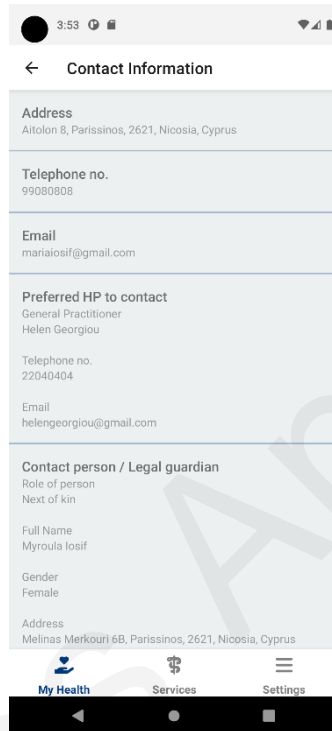 3:53
Contact Information
Address
Aitolon 8, Parissinos, 2621, Nicosia, Cyprus
Telephone no.
99080808
Email
mariaiosif@gmail.com
Preferred HP to contact
General Practitioner
Helen Georgiou
Telephone no.
22040404
Email
helengeorgiou@gmail.com
Contact person / Legal guardian
Role of person
Next of kin
Full Name
Myroula Iosif
Gender
Female
Address
Melinas Merkouri 6B, Parissinos, 2621, Nicosia, Cyprus
My Health
Services
Settings